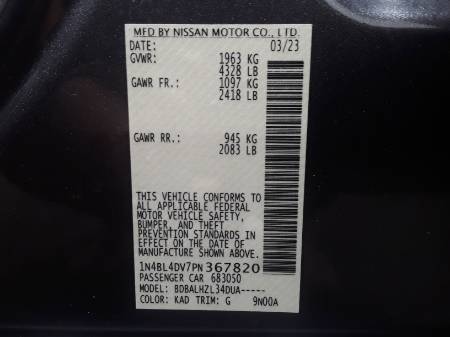 MFD BY NISSAN MOTOR CO., LTD.
DATE: 03/23
GVWR: 1963 KG
4328 LB
GAWR FR.: 1097 KG
2418 LB
GAWR RR.: 945 KG
2083 LB
THIS VEHICLE CONFORMS TO
ALL APPLICABLE FEDERAL
MOTOR VEHICLE SAFETY,
BUMPER, AND THEFT
PREVENTION STANDARDS IN
EFFECT ON THE DATE OF
MANUFACTURE SHOWN ABOVE.
1N4BL4DV7PN367820
PASSENGER CAR 683050
MODEL: BDBALHZL34DUA-----
COLOR: KAD TRIM: G 9N00A